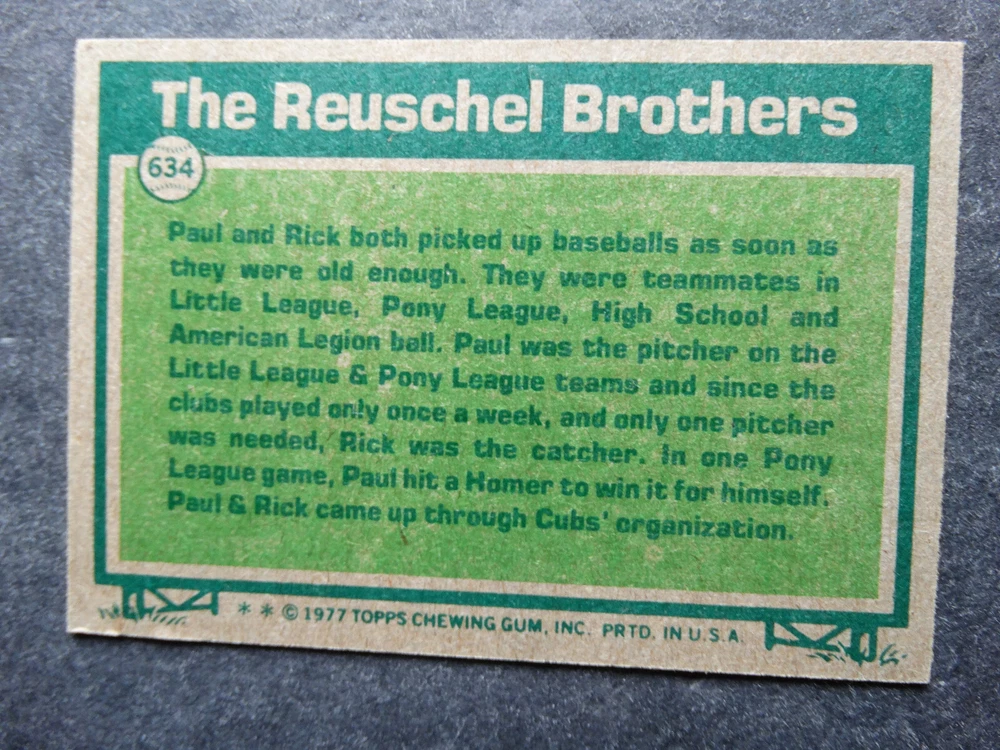 The Reuschel Brothers
634
Paul and Rick both picked up baseballs as soon as
they were old enough. They were teammates in
Little League, Pony League, High School and
American Legion ball. Paul was the pitcher on the
Little League & Pony League teams and since the
clubs played only once a week, and only one pitcher
was needed, Rick was the catcher. In one Pony
League game, Paul hit a Homer to win it for himself.
Paul & Rick came up through Cubs' organization.
* * © 1977 TOPPS CHEWING GUM, INC. PRTD. IN U.S.A.